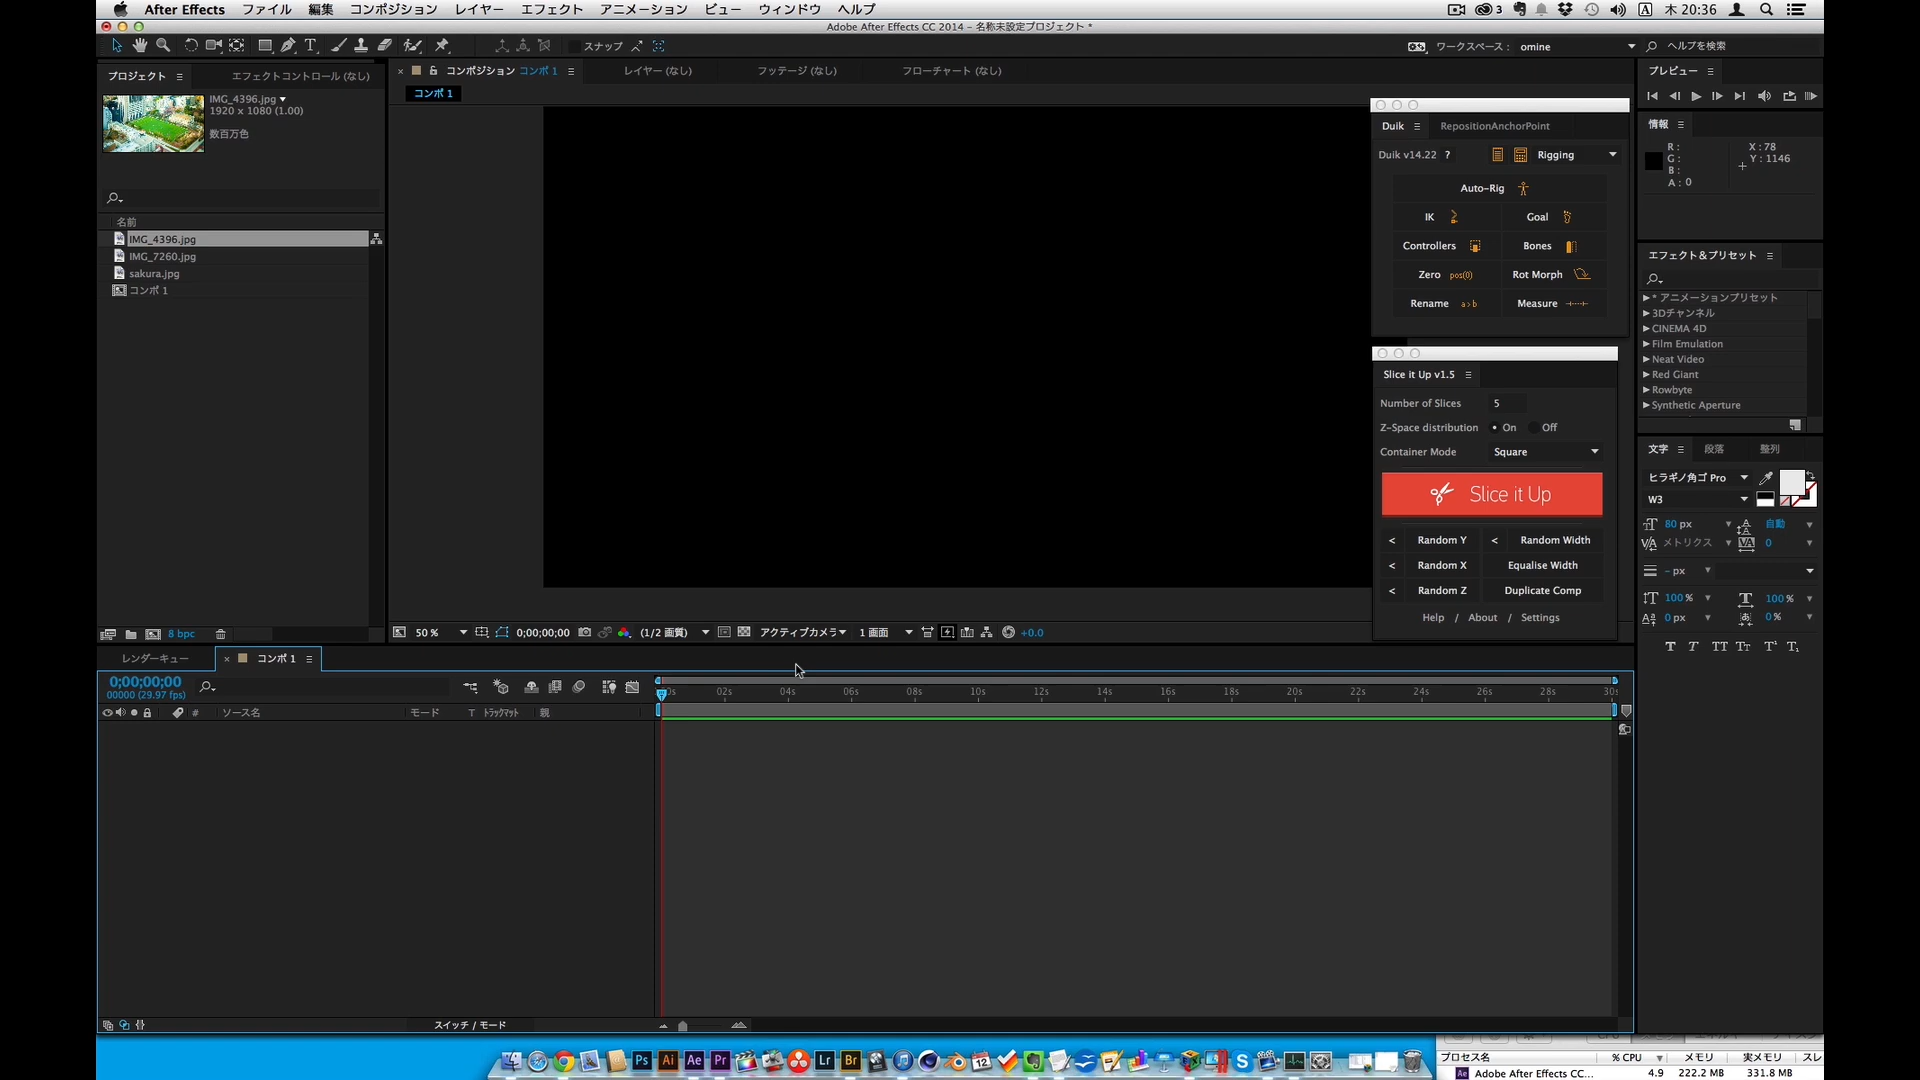 After Effects ファイル 編集 コンポジション レイヤー エフェクト アニメーション ビュー ウィンドウ ヘルプ 3 A 木 20:36
Adobe After Effects CC 2014 – 名称未設定プロジェクト *
スナップ ワークスペース: omine ヘルプを検索
プロジェクト エフェクトコントロール (なし) コンポジション コンポ 1 レイヤー (なし) フッテージ (なし) フローチャート (なし) プレビュー
コンポ 1
IMG_4396.jpg
1920 x 1080 (1.00)
数百万色
名前
IMG_4396.jpg
IMG_7260.jpg
sakura.jpg
コンポ 1
Duik RepositionAnchorPoint
Duik v14.22 ? Rigging
Auto-Rig
IK Goal
Controllers Bones
Zero pos(0) Rot Morph
Rename a>b Measure
Slice it Up v1.5
Number of Slices 5
Z-Space distribution On Off
Container Mode Square
Slice it Up
< Random Y < Random Width
< Random X Equalise Width
< Random Z Duplicate Comp
Help / About / Settings
情報
R: X:78
G: Y:1146
B:
A: 0
エフェクト&プリセット
* アニメーションプリセット
3Dチャンネル
CINEMA 4D
Film Emulation
Neat Video
Red Giant
Rowbyte
Synthetic Aperture
文字 段落 整列
ヒラギノ角ゴ Pro
W3
80 px 自動
メトリクス 0
- px
100 % 100 %
0 px 0 %
T T TT Tt T¹ T₁
8 bpc 50 % 0;00;00;00 (1/2 画質) アクティブカメラ 1 画面 +0.0
レンダーキュー コンポ 1
0;00;00;00
00000 (29.97 fps)
02s 04s 06s 08s 10s 12s 14s 16s 18s 20s 22s 24s 26s 28s
# ソース名 モード T トラックマット 親
スイッチ / モード
Ps Ai Ae Pr Lr Br 12 S
プロセス名 % CPU メモリ 実メモリ スレ
Ae Adobe After Effects CC... 4.9 222.2 MB 331.8 MB